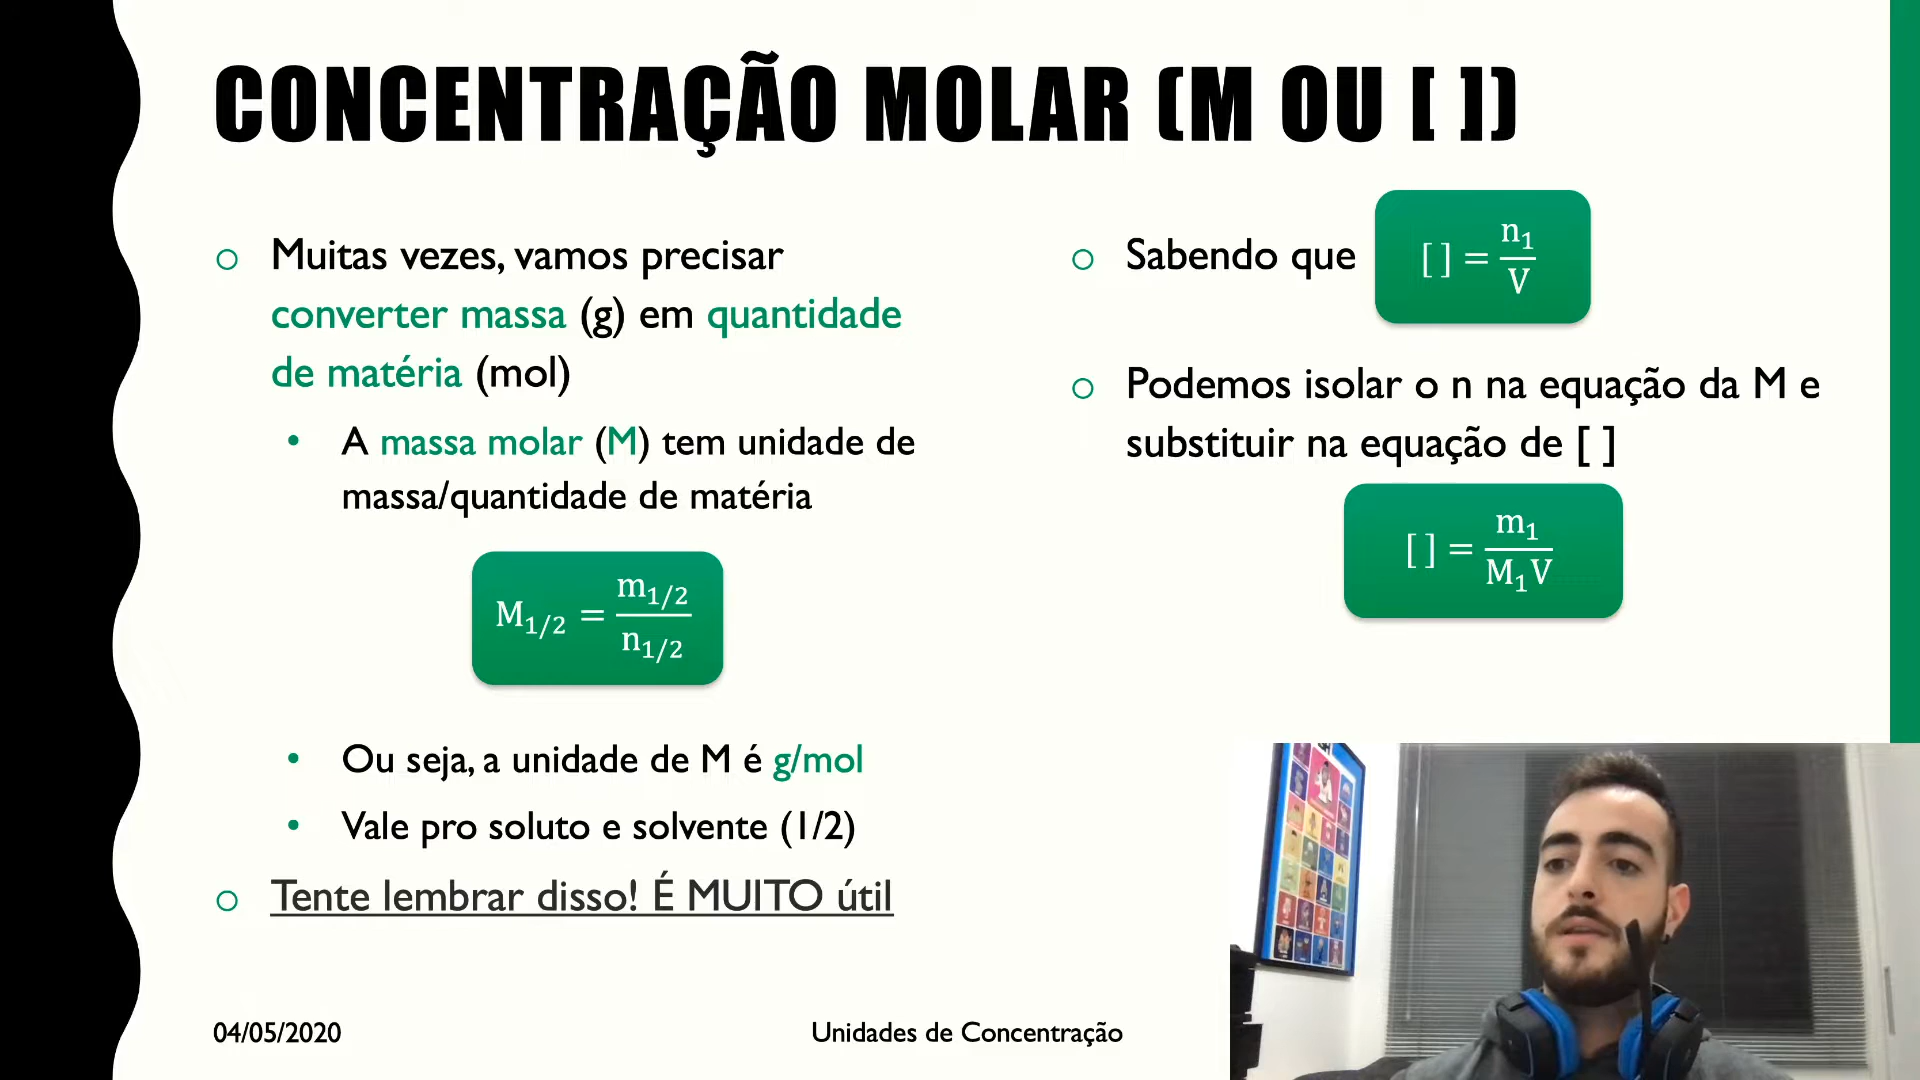 CONCENTRAÇÃO MOLAR (M OU [ ])
Muitas vezes, vamos precisar
converter massa (g) em quantidade
de matéria (mol)
A massa molar (M) tem unidade de
massa/quantidade de matéria
M1/2 = m1/2 / n1/2
Ou seja, a unidade de M é g/mol
Vale pro soluto e solvente (1/2)
Tente lembrar disso! É MUITO útil
Sabendo que [ ] = n1 / V
Podemos isolar o n na equação da M e
substituir na equação de [ ]
[ ] = m1 / M1V
04/05/2020
Unidades de Concentração